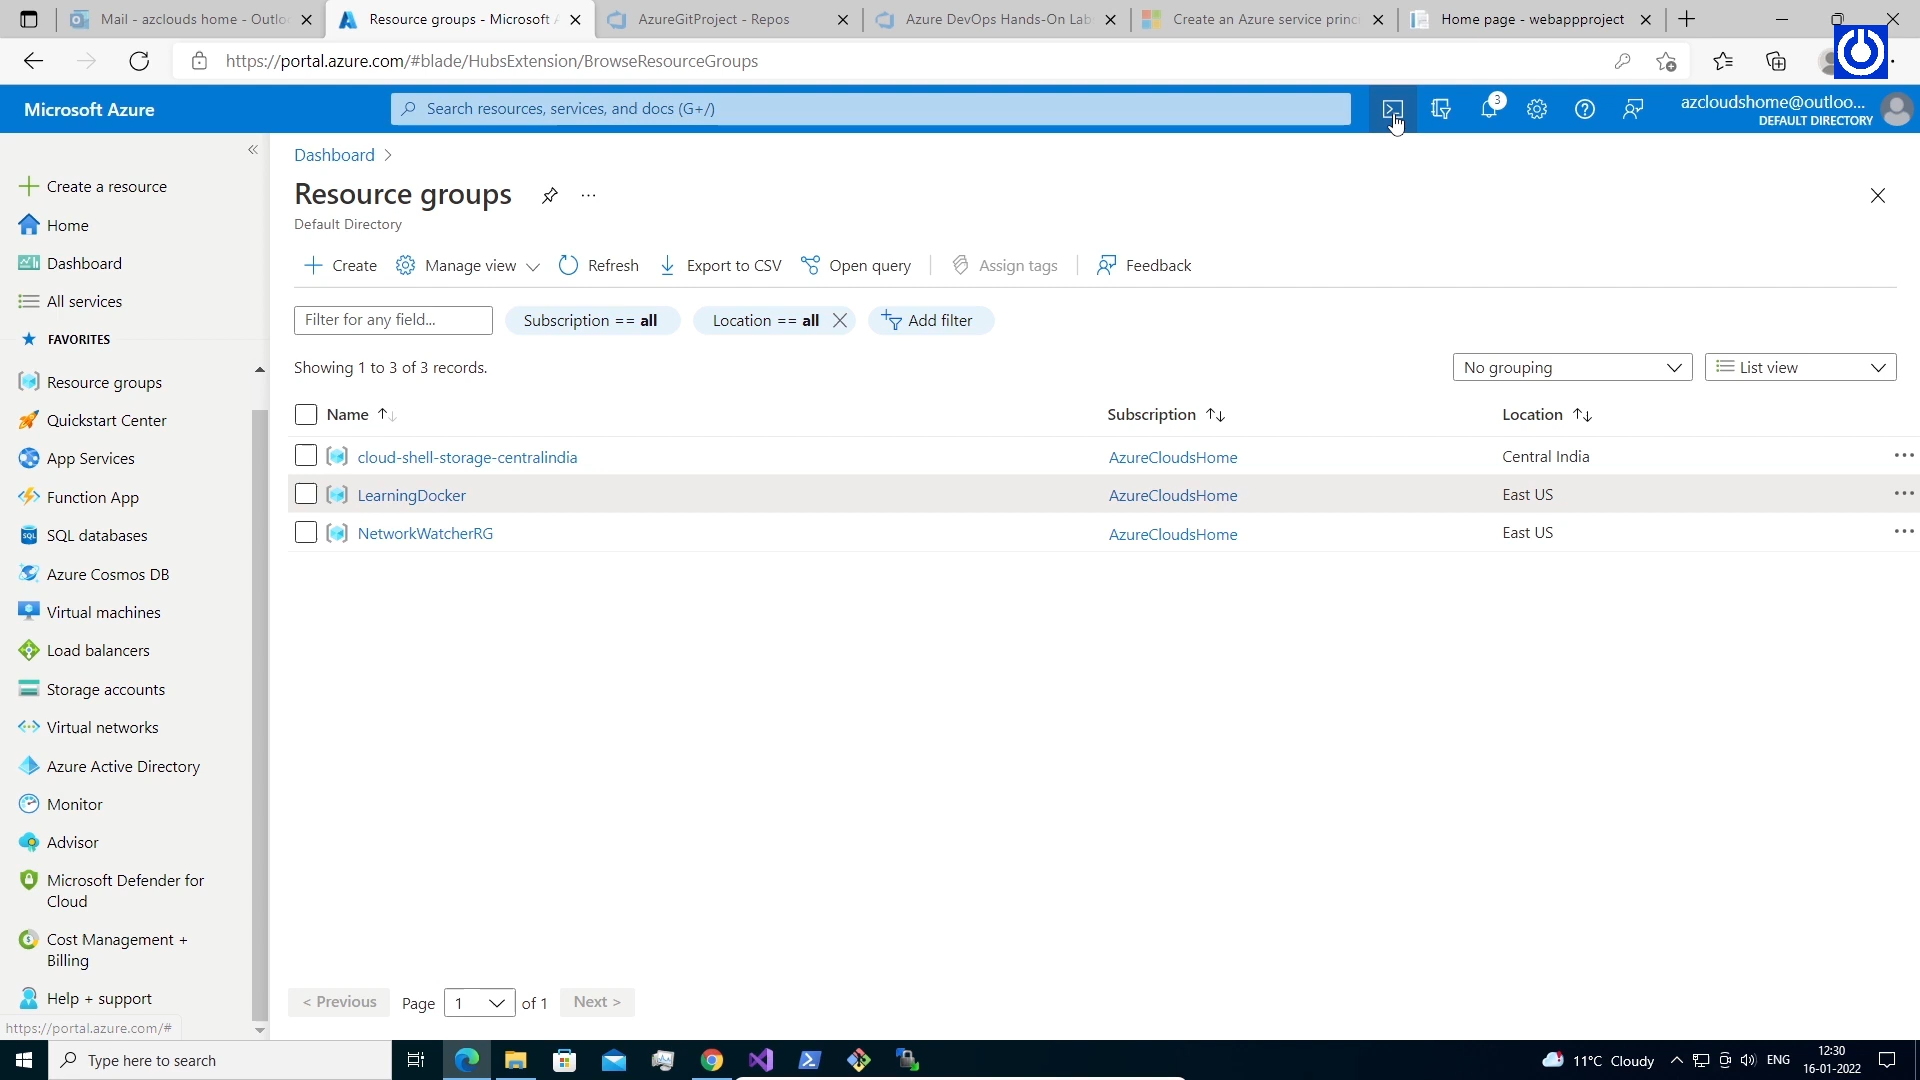 Mail - azclouds home - Outlo
Resource groups - Microsoft A
AzureGitProject - Repos
Azure DevOps Hands-On Lab
Create an Azure service princi
Home page - webappproject
https://portal.azure.com/#blade/HubsExtension/BrowseResourceGroups
Microsoft Azure
Search resources, services, and docs (G+/)
3
azcloudshome@outloo...
DEFAULT DIRECTORY
Dashboard
Resource groups
Default Directory
Create
Manage view
Refresh
Export to CSV
Open query
Assign tags
Feedback
Filter for any field...
Subscription == all
Location == all
Add filter
Showing 1 to 3 of 3 records.
No grouping
List view
Name
Subscription
Location
cloud-shell-storage-centralindia
AzureCloudsHome
Central India
LearningDocker
AzureCloudsHome
East US
NetworkWatcherRG
AzureCloudsHome
East US
< Previous
Page
1
of 1
Next >
Create a resource
Home
Dashboard
All services
FAVORITES
Resource groups
Quickstart Center
App Services
Function App
SQL databases
Azure Cosmos DB
Virtual machines
Load balancers
Storage accounts
Virtual networks
Azure Active Directory
Monitor
Advisor
Microsoft Defender for
Cloud
Cost Management +
Billing
Help + support
https://portal.azure.com/#
Type here to search
11°C Cloudy
ENG
12:30
16-01-2022